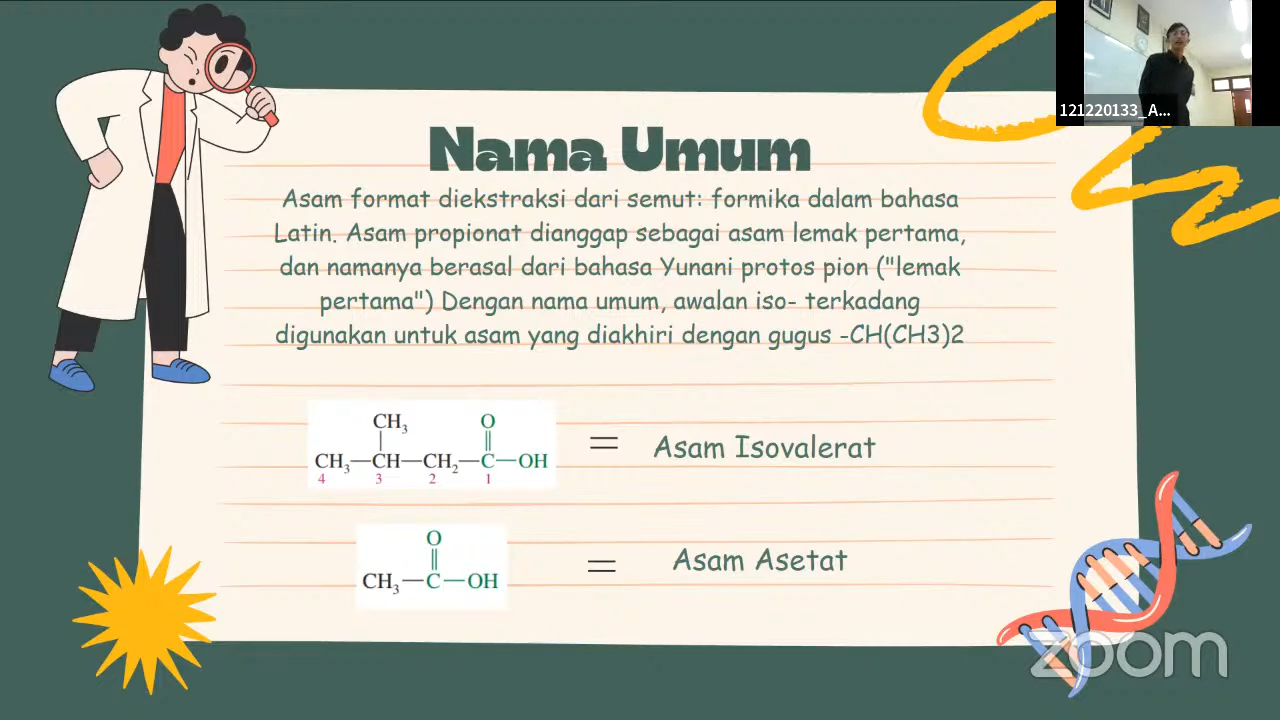 121220133_A...
Nama Umum
Asam format diekstraksi dari semut: formika dalam bahasa
Latin. Asam propionat dianggap sebagai asam lemak pertama,
dan namanya berasal dari bahasa Yunani protos pion ("lemak
pertama") Dengan nama umum, awalan iso- terkadang
digunakan untuk asam yang diakhiri dengan gugus -CH(CH3)2
CH₃ O
CH₃—CH—CH₂—C—OH = Asam Isovalerat
4 3 2 1
O
CH₃—C—OH = Asam Asetat
zoom